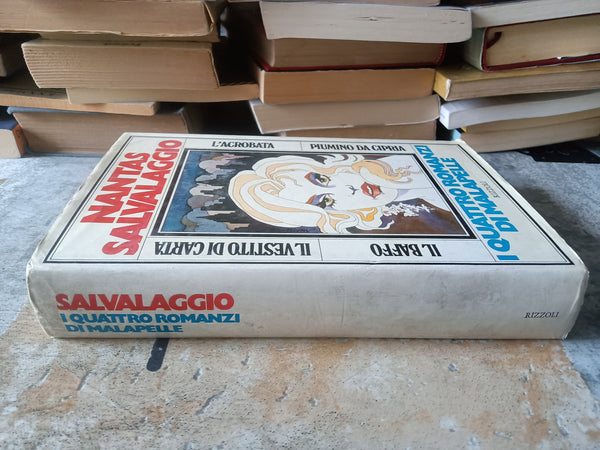 NANTAS
SALVALAGGIO
L'ACROBATA
PIUMINO DA CIPRIA
IL VESTITO DI CARTA
IL BAFFO
I QUATTRO ROMANZI
DI MALAPELLE
RIZZOLI
SALVALAGGIO
I QUATTRO ROMANZI
DI MALAPELLE
RIZZOLI